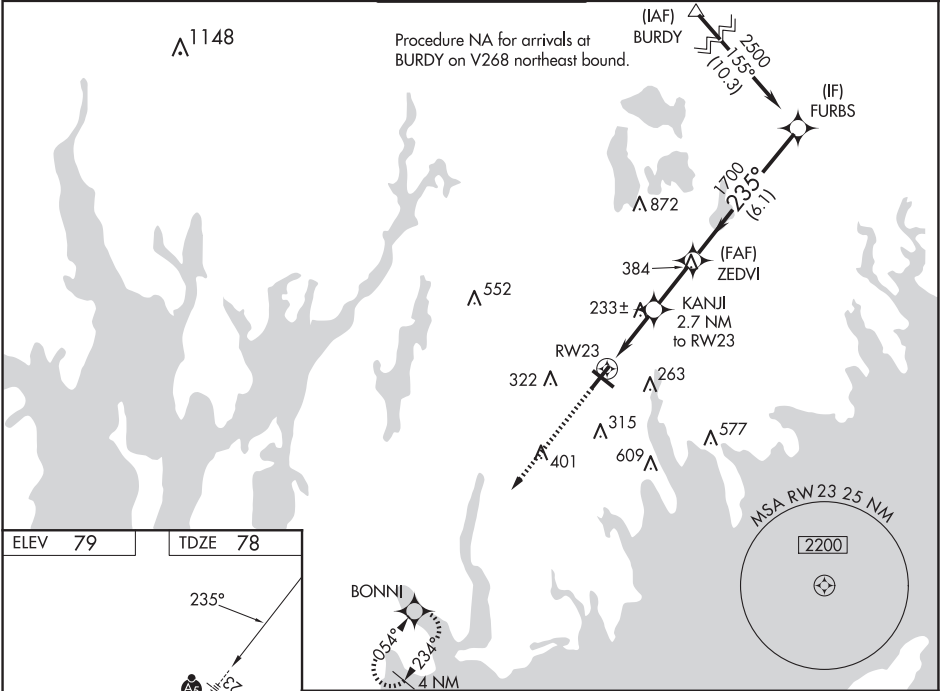 1148
Procedure NA for arrivals at
BURDY on V268 northeast bound.
(IAF)
BURDY
2500
155°
(10.3)
(IF)
FURBS
1700
235°
(6.1)
872
(FAF)
ZEDVI
384
552
233±
KANJI
2.7 NM
to RW23
RW23
322
263
315
577
401
609
MSA RW23 25 NM
2200
ELEV 79
TDZE 78
235°
BONNI
054°
234°
4 NM
A5
23